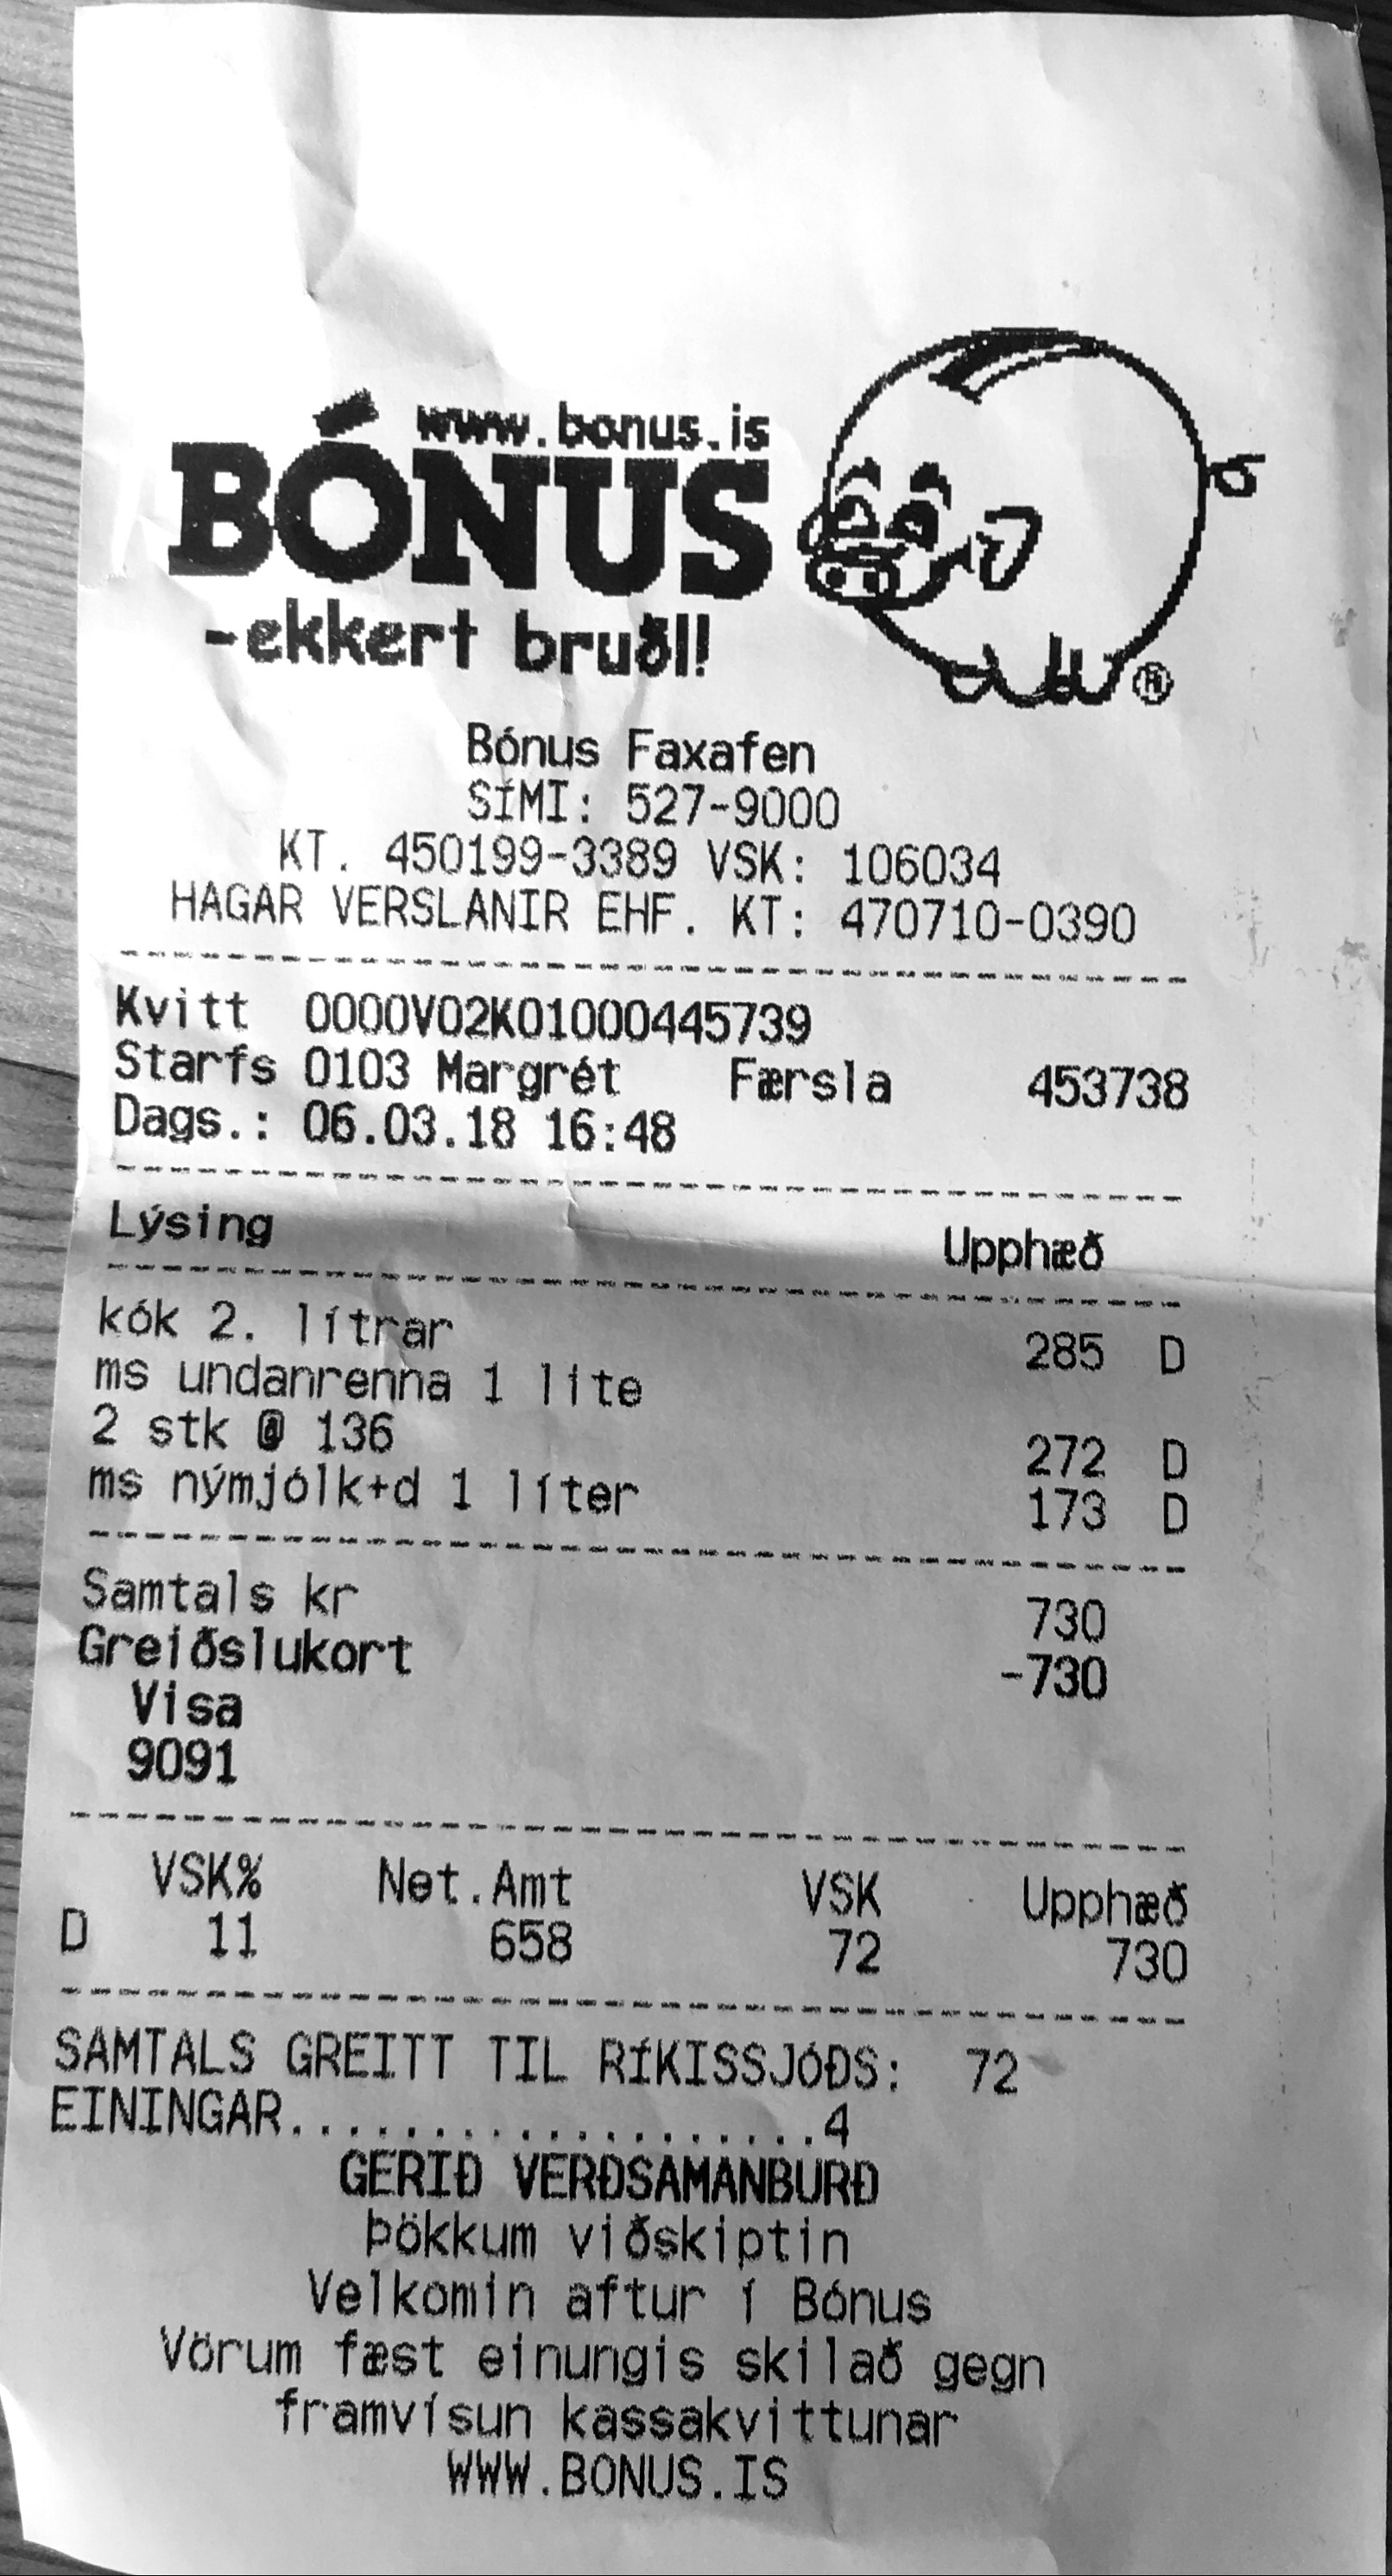 www.bonus.is
BÓNUS
-ekkert bruðl!
®
Bónus Faxafen
SÍMI: 527-9000
KT. 450199-3389 VSK: 106034
HAGAR VERSLANIR EHF. KT: 470710-0390
Kvitt 0000V02K01000445739
Starfs 0103 Margrét Færsla 453738
Dags.: 06.03.18 16:48
Lýsing Upphæð
kók 2. lítrar 285 D
ms undanrenna 1 líte
2 stk @ 136 272 D
ms nýmjólk+d 1 líter 173 D
Samtals kr 730
Greiðslukort -730
Visa
9091
VSK% Net.Amt VSK Upphæð
D 11 658 72 730
SAMTALS GREITT TIL RÍKISSJÓÐS: 72
EININGAR...................4
GERIÐ VERÐSAMANBURÐ
Þökkum viðskiptin
Velkomin aftur í Bónus
Vörum fæst einungis skilað gegn
framvísun kassakvittunar
WWW.BONUS.IS